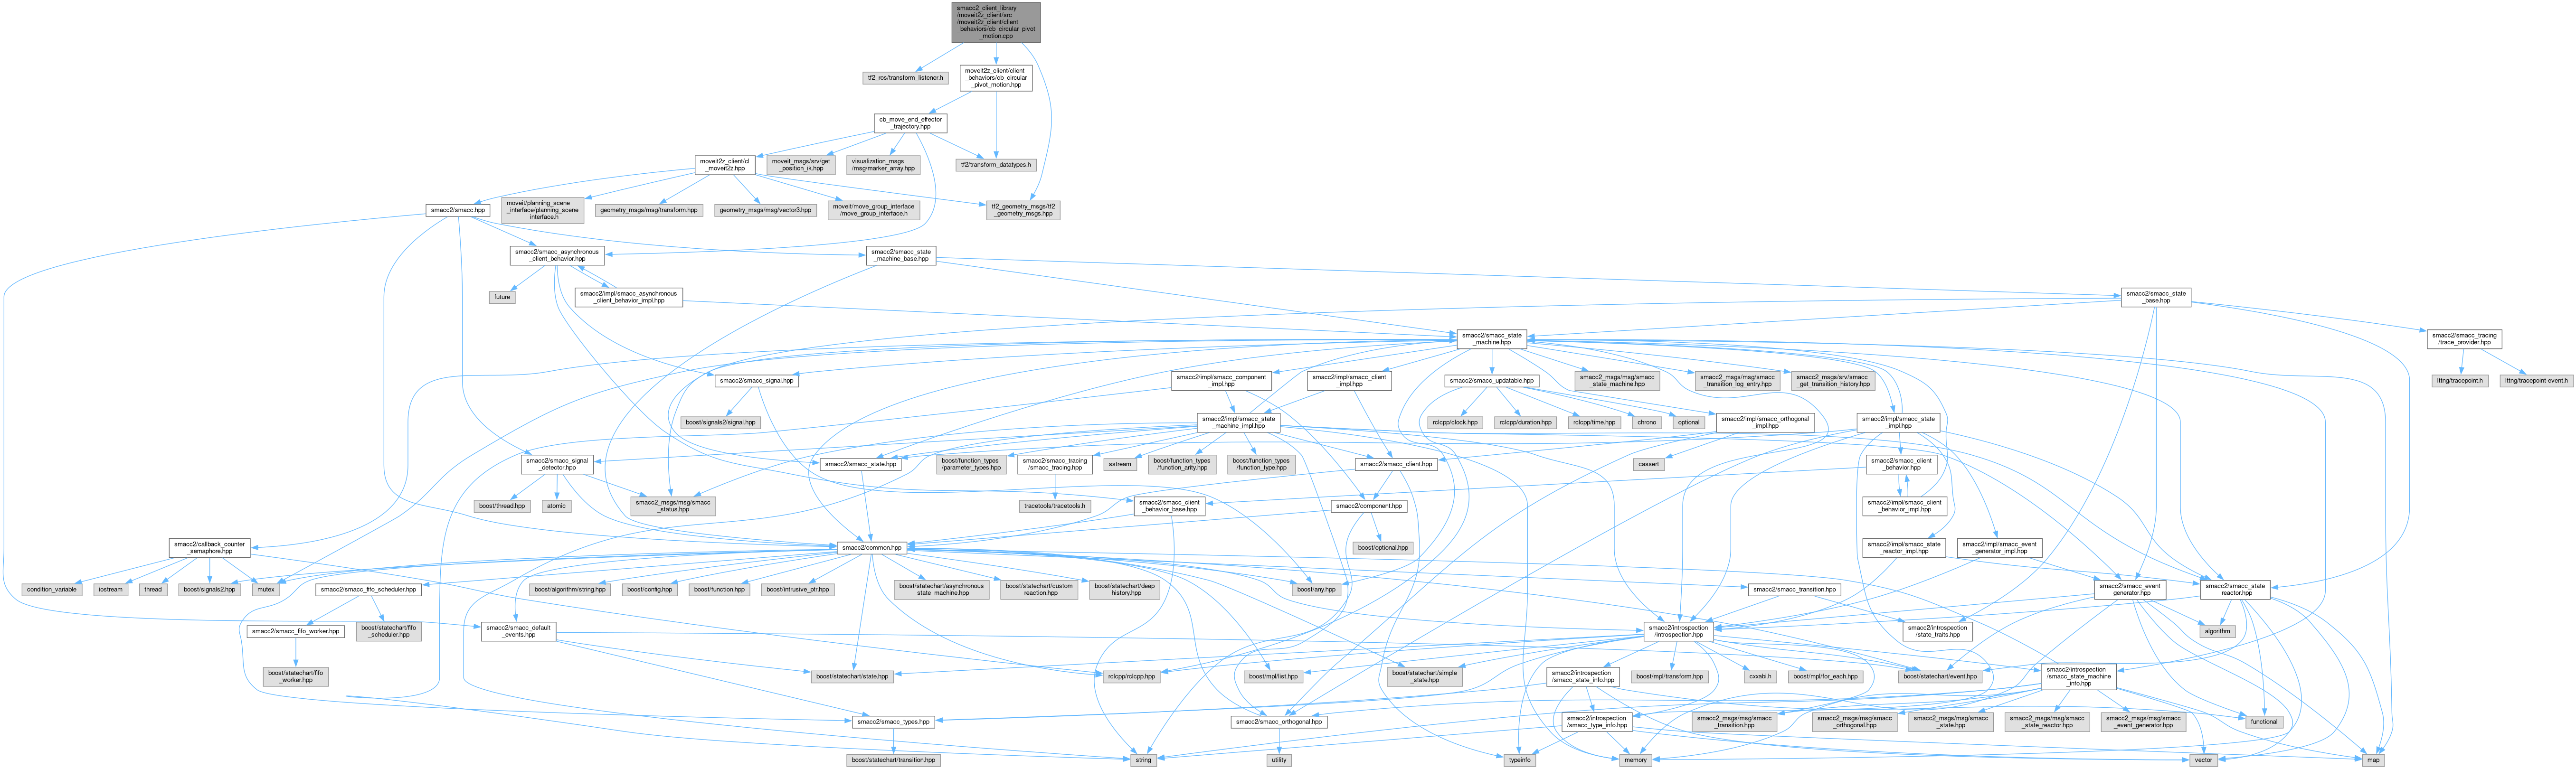 smacc2_client_library
/moveit2z_client/src
/moveit2z_client/client
_behaviors/cb_circular_pivot
_motion.cpp
tf2_ros/transform_listener.h
moveit2z_client/client
_behaviors/cb_circular
_pivot_motion.hpp
cb_move_end_effector
_trajectory.hpp
moveit2z_client/cl
_moveit2z.hpp
moveit_msgs/srv/get
_position_ik.hpp
visualization_msgs
/msg/marker_array.hpp
tf2/transform_datatypes.h
smacc2/smacc.hpp
moveit/planning_scene
_interface/planning_scene
_interface.h
geometry_msgs/msg/transform.hpp
geometry_msgs/msg/vector3.hpp
moveit/move_group_interface
/move_group_interface.h
tf2_geometry_msgs/tf2
_geometry_msgs.hpp
smacc2/smacc_asynchronous
_client_behavior.hpp
smacc2/smacc_state
_machine_base.hpp
future
smacc2/impl/smacc_asynchronous
_client_behavior_impl.hpp
smacc2/smacc_state
_base.hpp
smacc2/smacc_state
_machine.hpp
smacc2/smacc_tracing
/trace_provider.hpp
smacc2/smacc_signal.hpp
smacc2/impl/smacc_component
_impl.hpp
smacc2/impl/smacc_client
_impl.hpp
smacc2/smacc_updatable.hpp
smacc2_msgs/msg/smacc
_state_machine.hpp
smacc2_msgs/msg/smacc
_transition_log_entry.hpp
smacc2_msgs/srv/smacc
_get_transition_history.hpp
lttng/tracepoint.h
lttng/tracepoint-event.h
boost/signals2/signal.hpp
smacc2/impl/smacc_state
_machine_impl.hpp
rclcpp/clock.hpp
rclcpp/duration.hpp
rclcpp/time.hpp
chrono
optional
smacc2/impl/smacc_orthogonal
_impl.hpp
smacc2/impl/smacc_state
_impl.hpp
smacc2/smacc_signal
_detector.hpp
smacc2/smacc_state.hpp
boost/function_types
/parameter_types.hpp
smacc2/smacc_tracing
/smacc_tracing.hpp
sstream
boost/function_types
/function_arity.hpp
boost/function_types
/function_type.hpp
smacc2/smacc_client.hpp
cassert
smacc2/smacc_client
_behavior.hpp
boost/thread.hpp
atomic
smacc2_msgs/msg/smacc
_status.hpp
tracetools/tracetools.h
smacc2/smacc_client
_behavior_base.hpp
smacc2/component.hpp
smacc2/impl/smacc_client
_behavior_impl.hpp
smacc2/callback_counter
_semaphore.hpp
smacc2/common.hpp
boost/optional.hpp
smacc2/impl/smacc_state
_reactor_impl.hpp
smacc2/impl/smacc_event
_generator_impl.hpp
condition_variable
iostream
thread
boost/signals2.hpp
mutex
smacc2/smacc_fifo_scheduler.hpp
boost/algorithm/string.hpp
boost/config.hpp
boost/function.hpp
boost/intrusive_ptr.hpp
boost/statechart/asynchronous
_state_machine.hpp
boost/statechart/custom
_reaction.hpp
boost/statechart/deep
_history.hpp
boost/any.hpp
smacc2/smacc_transition.hpp
smacc2/smacc_event
_generator.hpp
smacc2/smacc_state
_reactor.hpp
smacc2/smacc_fifo_worker.hpp
boost/statechart/fifo
_scheduler.hpp
smacc2/smacc_default
_events.hpp
smacc2/introspection
/introspection.hpp
smacc2/introspection
/state_traits.hpp
algorithm
boost/statechart/fifo
_worker.hpp
boost/statechart/state.hpp
rclcpp/rclcpp.hpp
boost/mpl/list.hpp
boost/statechart/simple
_state.hpp
smacc2/introspection
/smacc_state_info.hpp
boost/mpl/transform.hpp
cxxabi.h
boost/mpl/for_each.hpp
boost/statechart/event.hpp
smacc2/introspection
/smacc_state_machine
_info.hpp
smacc2/smacc_types.hpp
smacc2/smacc_orthogonal.hpp
smacc2/introspection
/smacc_type_info.hpp
smacc2_msgs/msg/smacc
_transition.hpp
smacc2_msgs/msg/smacc
_orthogonal.hpp
smacc2_msgs/msg/smacc
_state.hpp
smacc2_msgs/msg/smacc
_state_reactor.hpp
smacc2_msgs/msg/smacc
_event_generator.hpp
functional
boost/statechart/transition.hpp
string
utility
typeinfo
memory
vector
map